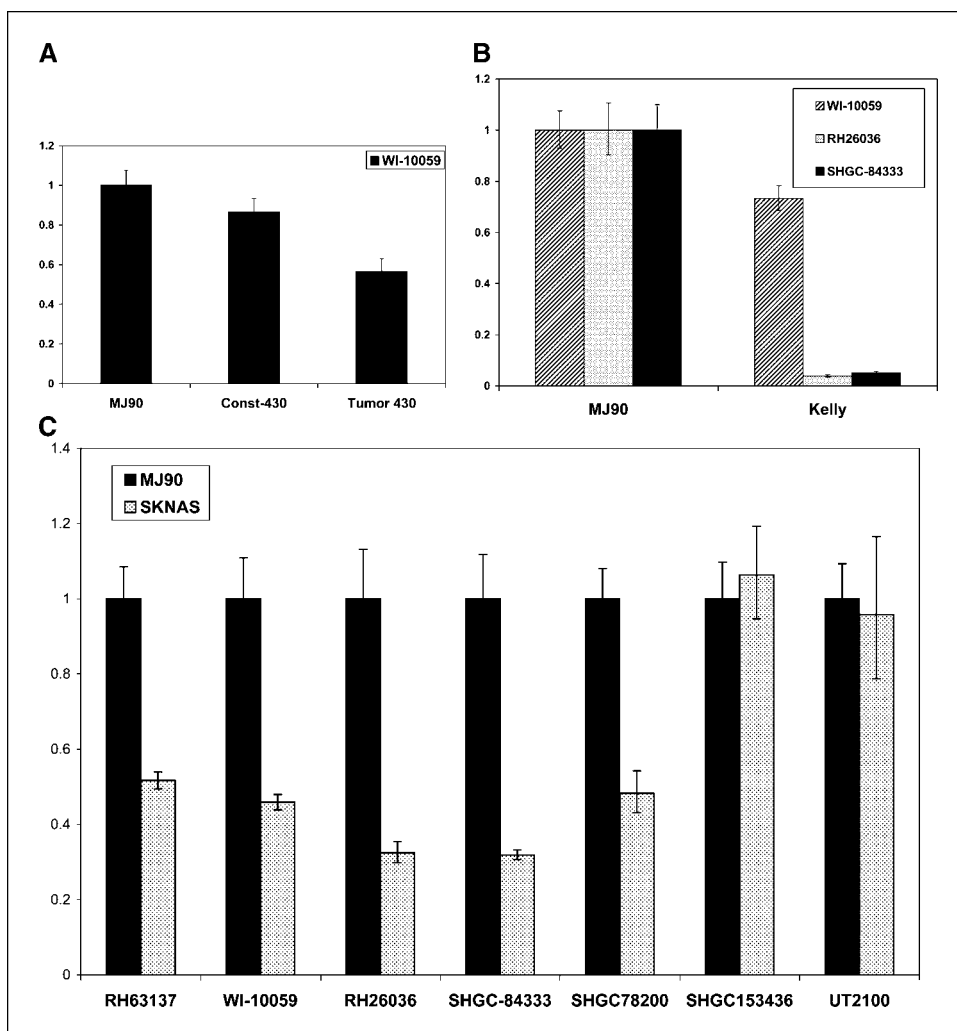 A
1.2
1
0.8
0.6
0.4
0.2
0
WI-10059
MJ90
Const-430
Tumor 430
B
1.2
1
0.8
0.6
0.4
0.2
0
WI-10059
RH26036
SHGC-84333
MJ90
Kelly
C
1.4
1.2
1
0.8
0.6
0.4
0.2
0
MJ90
SKNAS
RH63137
WI-10059
RH26036
SHGC-84333
SHGC78200
SHGC153436
UT2100